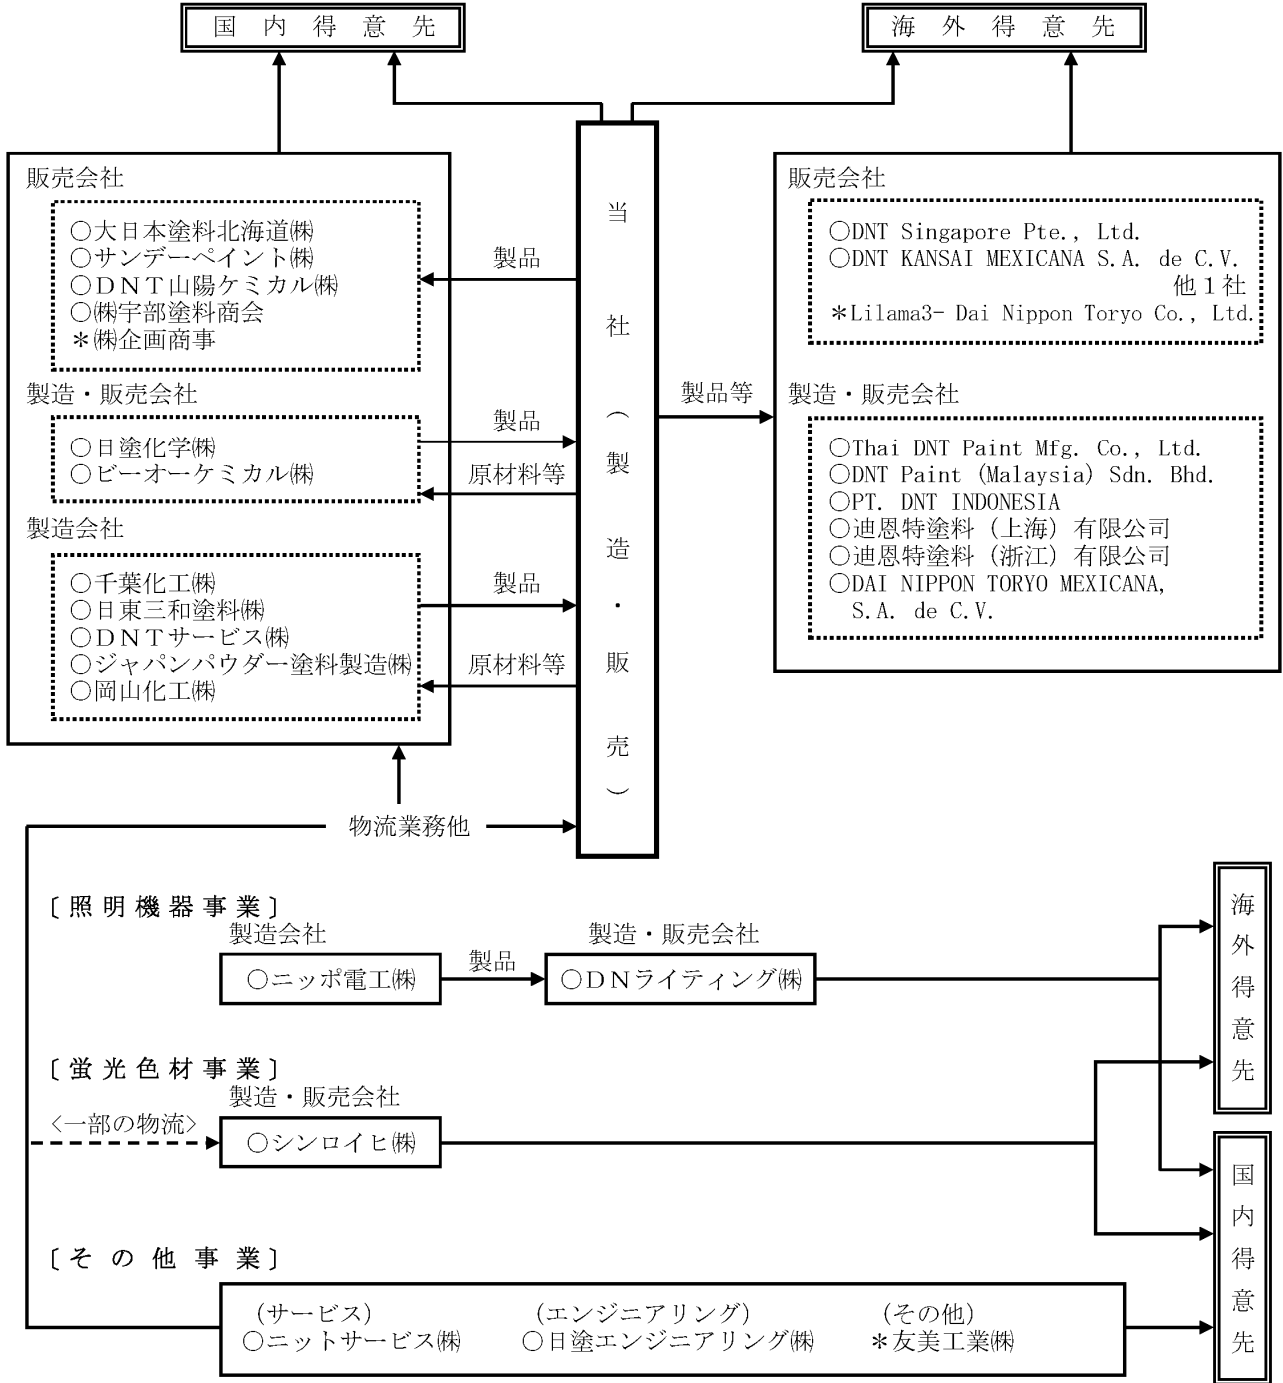 国内得意先
海外得意先
販売会社
○大日本塗料北海道㈱
○サンデーペイント㈱
○ＤＮＴ山陽ケミカル㈱
○㈱宇部塗料商会
＊㈱企画商事
製造・販売会社
○日塗化学㈱
○ビーオーケミカル㈱
製造会社
○千葉化工㈱
○日東三和塗料㈱
○ＤＮＴサービス㈱
○ジャパンパウダー塗料製造㈱
○岡山化工㈱
製品
製品
原材料等
製品
原材料等
当社（製造・販売）
製品等
販売会社
○DNT Singapore Pte., Ltd.
○DNT KANSAI MEXICANA S.A. de C.V.
他１社
＊Lilama3- Dai Nippon Toryo Co., Ltd.
製造・販売会社
○Thai DNT Paint Mfg. Co., Ltd.
○DNT Paint (Malaysia) Sdn. Bhd.
○PT. DNT INDONESIA
○迪恩特塗料（上海）有限公司
○迪恩特塗料（浙江）有限公司
○DAI NIPPON TORYO MEXICANA,
S.A. de C.V.
物流業務他
〔照明機器事業〕
製造会社
○ニッポ電工㈱
製品
製造・販売会社
○ＤＮライティング㈱
海外得意先
〔蛍光色材事業〕
製造・販売会社
<一部の物流>
○シンロイヒ㈱
国内得意先
〔その他事業〕
(サービス)
○ニットサービス㈱
(エンジニアリング)
○日塗エンジニアリング㈱
(その他)
＊友美工業㈱